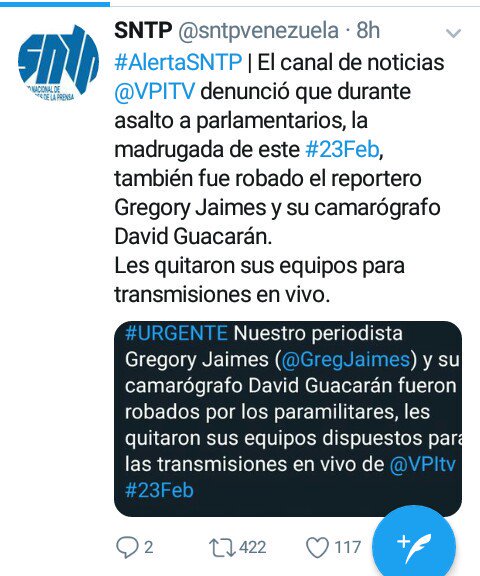 SNTP @sntpvenezuela · 8h
SNTP
O NACIONAL DE
ES DE LA PRENSA
#AlertaSNTP | El canal de noticias
@VPITV denunció que durante
asalto a parlamentarios, la
madrugada de este #23Feb,
también fue robado el reportero
Gregory Jaimes y su camarógrafo
David Guacarán.
Les quitaron sus equipos para
transmisiones en vivo.
#URGENTE Nuestro periodista
Gregory Jaimes (@GregJaimes) y su
camarógrafo David Guacarán fueron
robados por los paramilitares, les
quitaron sus equipos dispuestos para
las transmisiones en vivo de @VPItv
#23Feb
2 422 117